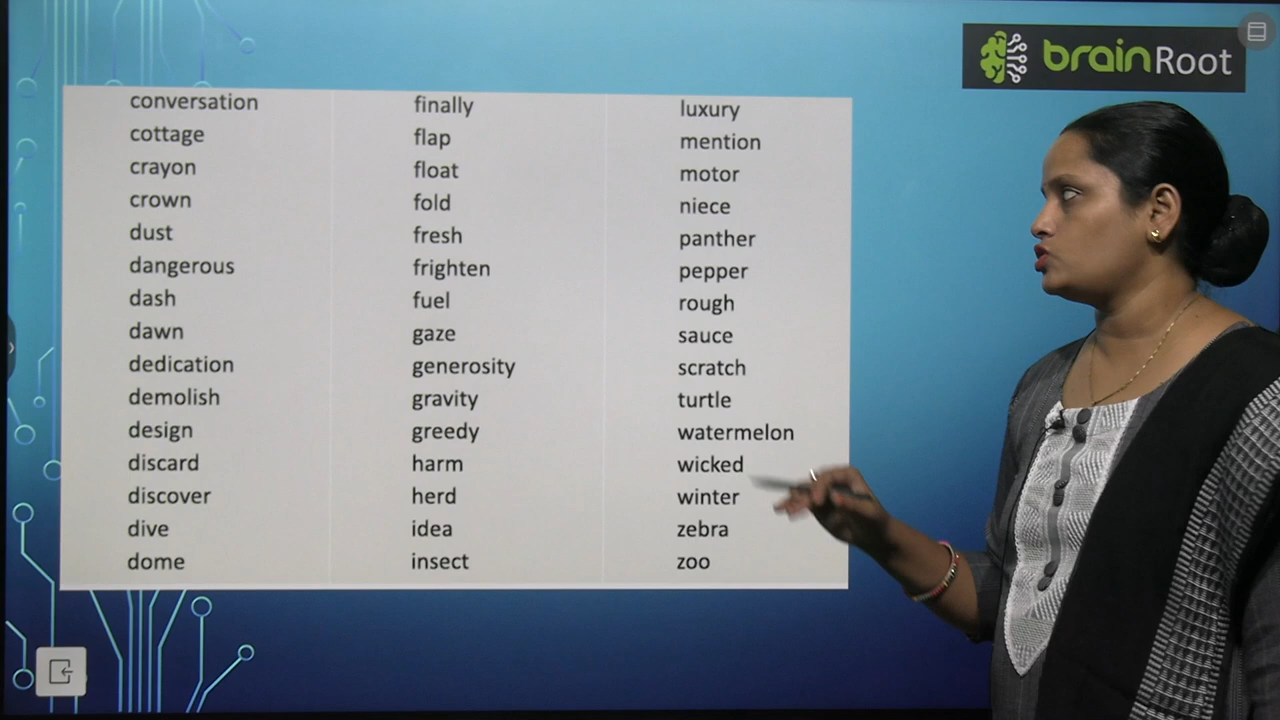 brainRoot
conversation finally luxury
cottage flap mention
crayon float motor
crown fold niece
dust fresh panther
dangerous frighten pepper
dash fuel rough
dawn gaze sauce
dedication generosity scratch
demolish gravity turtle
design greedy watermelon
discard harm wicked
discover herd winter
dive idea zebra
dome insect zoo